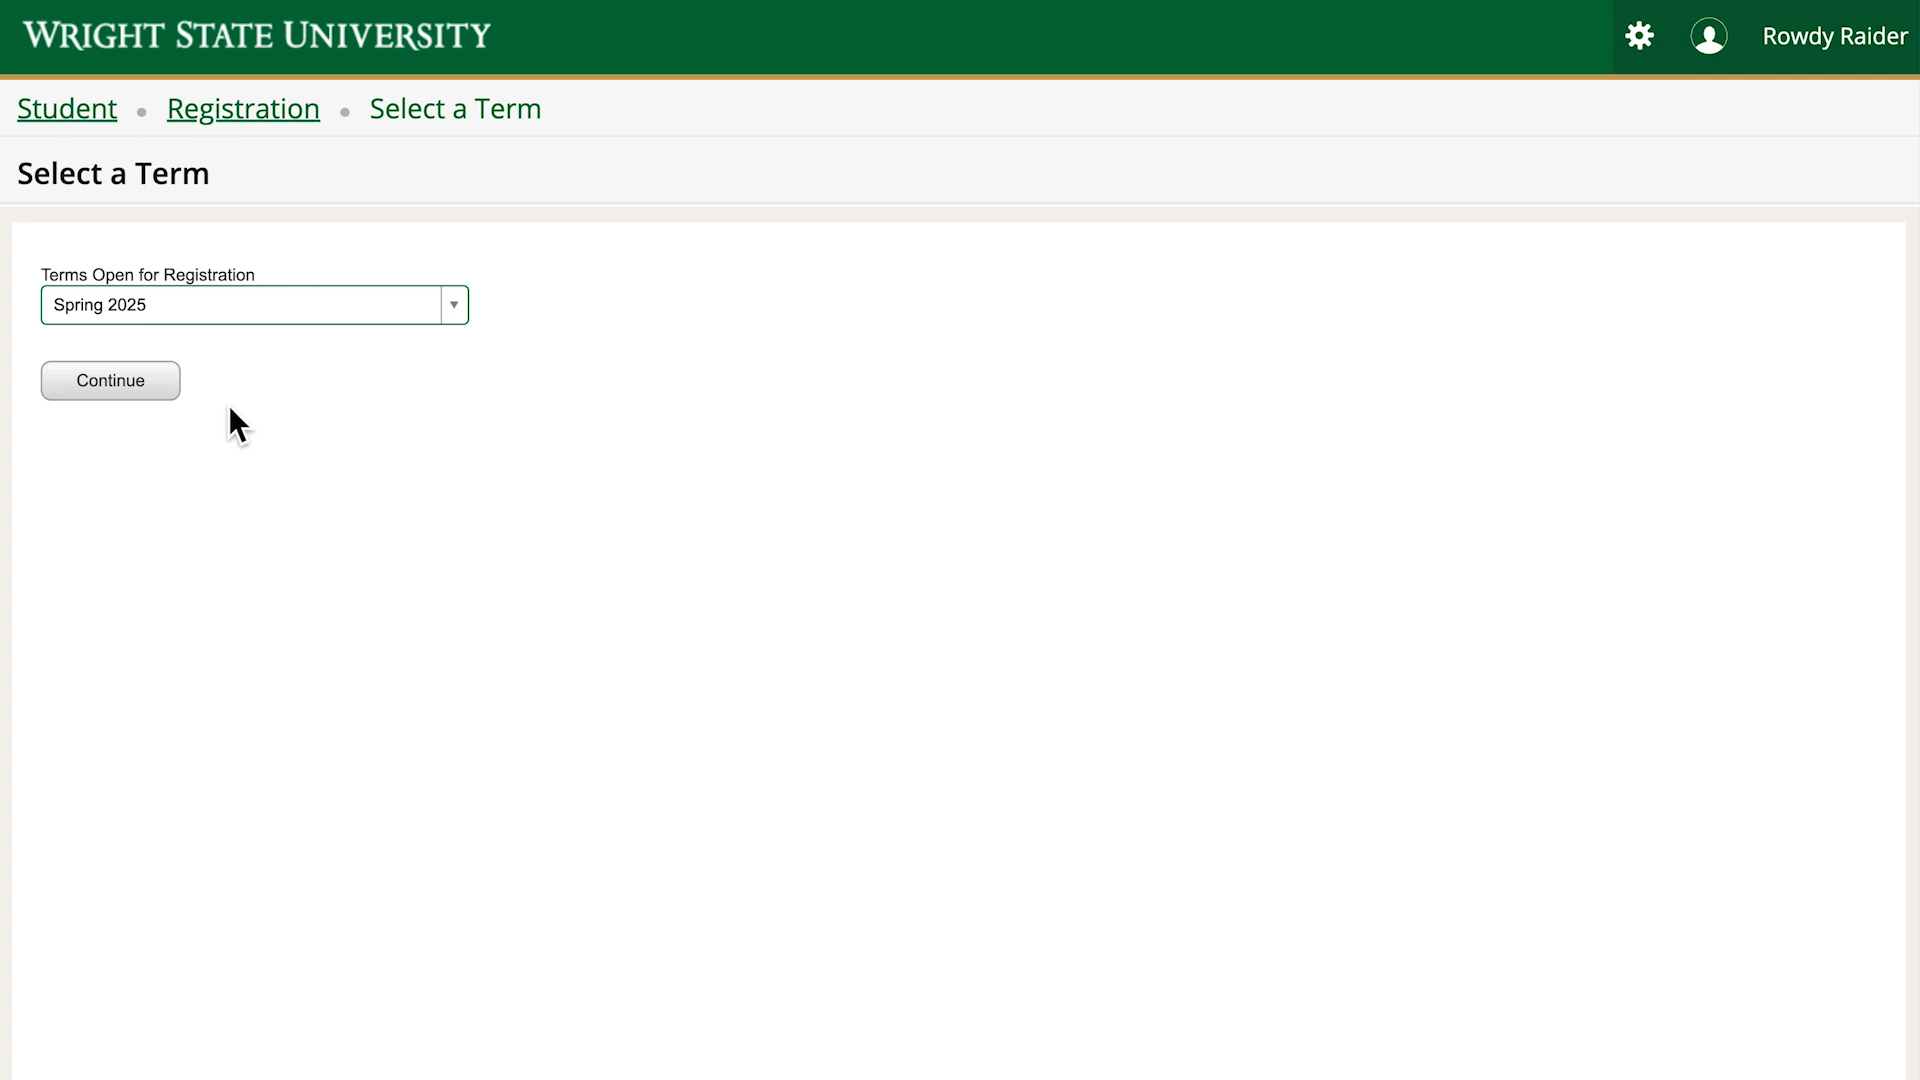 WRIGHT STATE UNIVERSITY
Rowdy Raider
Student • Registration • Select a Term
Select a Term
Terms Open for Registration
Spring 2025
Continue